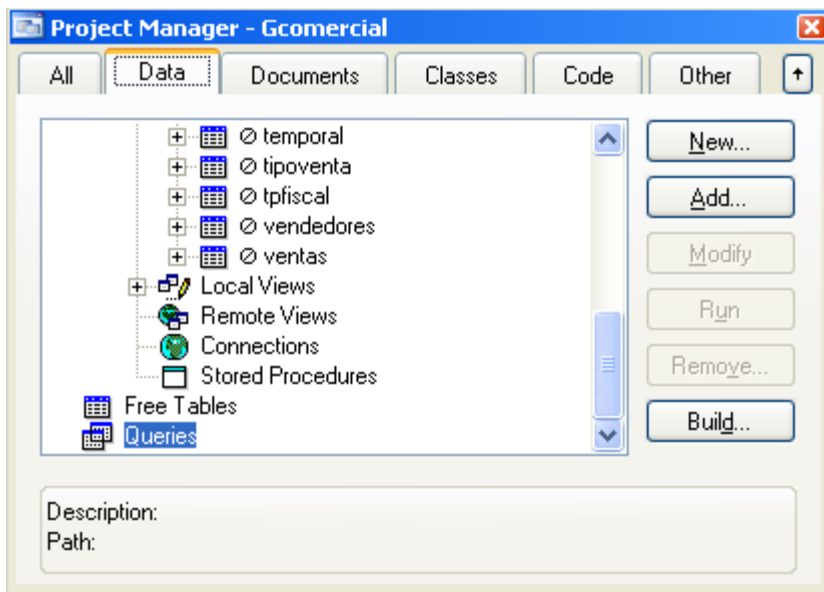 Project Manager - Gcomercial
All Data Documents Classes Code Other
temporal
tipoventa
tpfiscal
vendedores
ventas
Local Views
Remote Views
Connections
Stored Procedures
Free Tables
Queries
New...
Add...
Modify
Run
Remove...
Build...
Description:
Path: